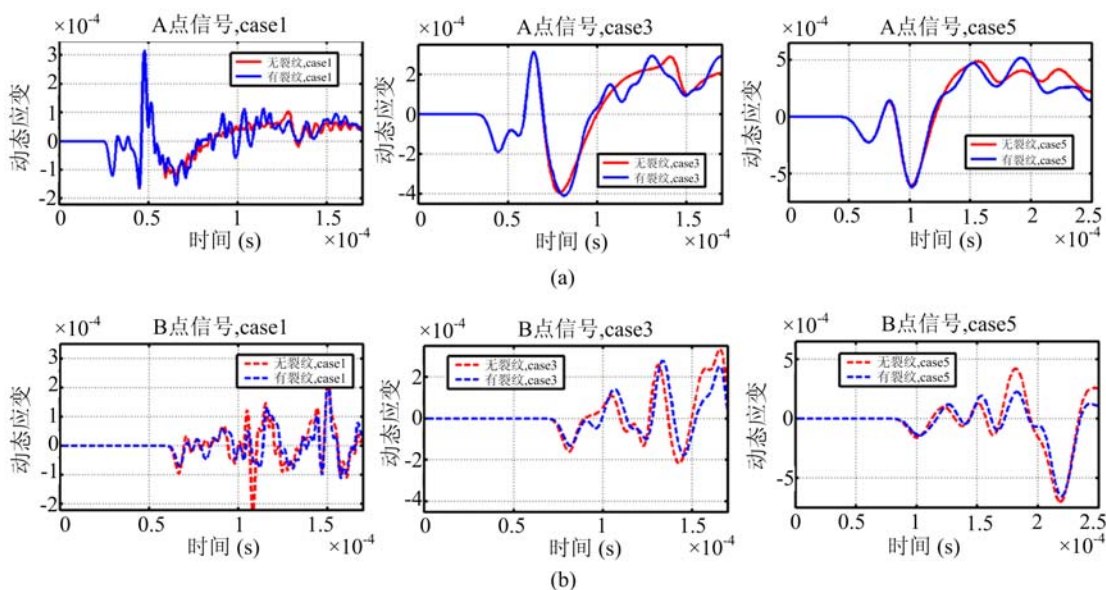 A点信号,case1
×10-4
动态应变
3
2
1
0
-1
-2
无裂纹,case1
有裂纹,case1
0 0.5 1 1.5
×10-4
时间 (s)
A点信号,case3
×10-4
动态应变
2
0
-2
-4
无裂纹,case3
有裂纹,case3
0 0.5 1 1.5
×10-4
时间 (s)
A点信号,case5
×10-4
动态应变
5
0
-5
无裂纹,case5
有裂纹,case5
0 0.5 1 1.5 2 2.5
×10-4
时间 (s)
(a)
B点信号,case1
×10-4
动态应变
3
2
1
0
-1
-2
无裂纹,case1
有裂纹,case1
0 0.5 1 1.5
×10-4
时间 (s)
B点信号,case3
×10-4
动态应变
2
0
-2
-4
无裂纹,case3
有裂纹,case3
0 0.5 1 1.5
×10-4
时间 (s)
B点信号,case5
×10-4
动态应变
5
0
-5
无裂纹,case5
有裂纹,case5
0 0.5 1 1.5 2 2.5
×10-4
时间 (s)
(b)